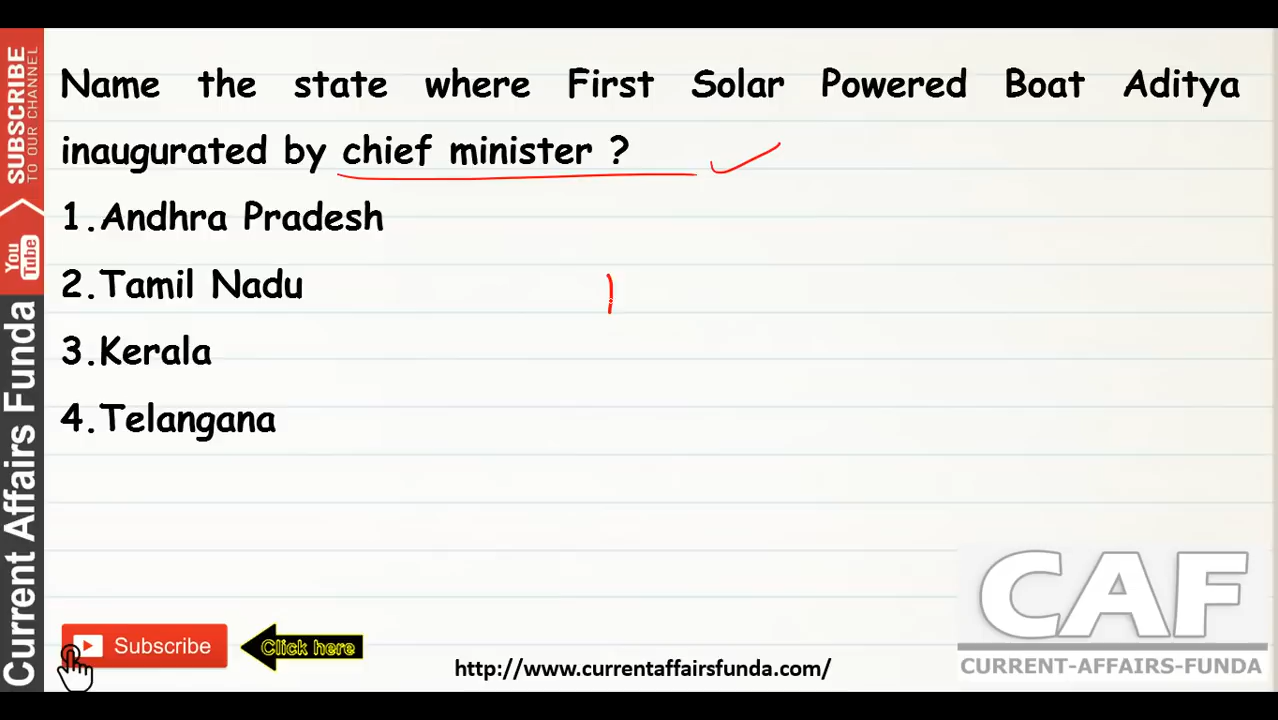 Name the state where First Solar Powered Boat Aditya
inaugurated by chief minister ?
1.Andhra Pradesh
2.Tamil Nadu
3.Kerala
4.Telangana
SUBSCRIBE
TO OUR CHANNEL
You
Tube
Current Affairs Funda
Subscribe
Click here
http://www.currentaffairsfunda.com/
CAF
CURRENT-AFFAIRS-FUNDA